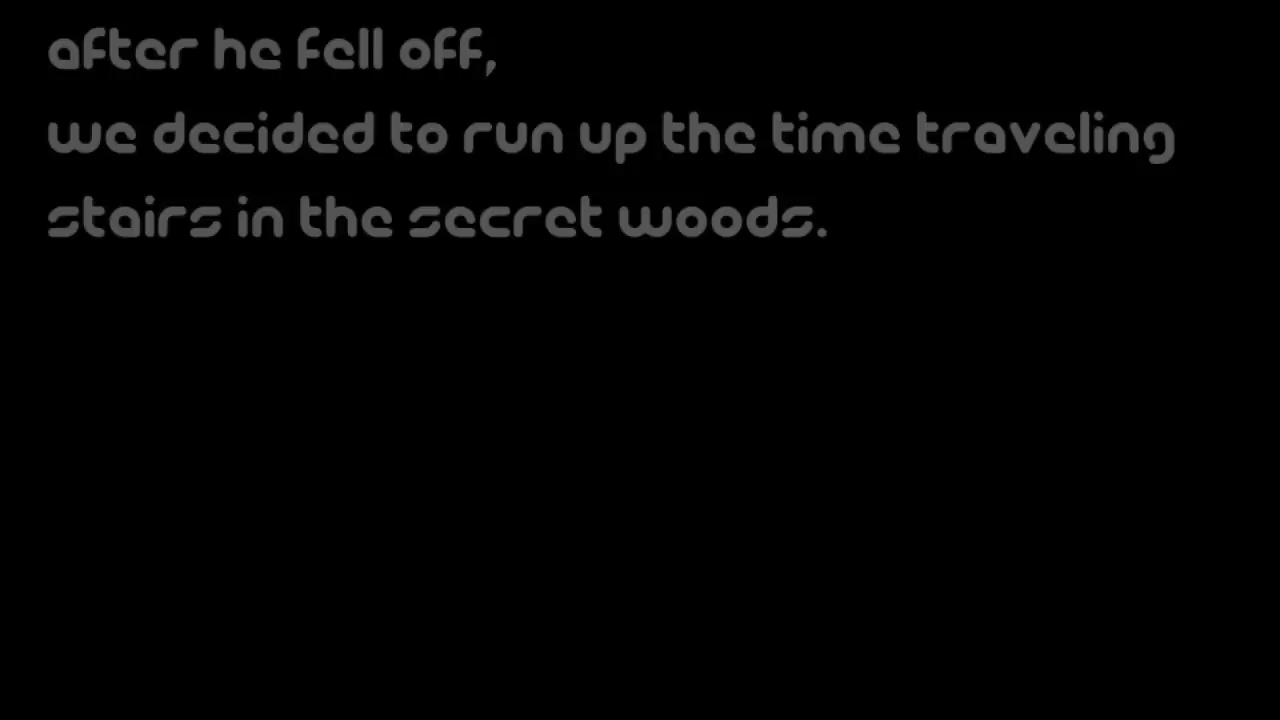 after he fell off,
we decided to run up the time traveling
stairs in the secret woods.